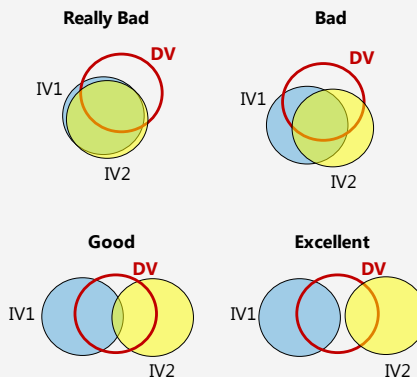 Really Bad
DV
IV1
IV2
Bad
DV
IV1
IV2
Good
DV
IV1
IV2
Excellent
DV
IV1
IV2